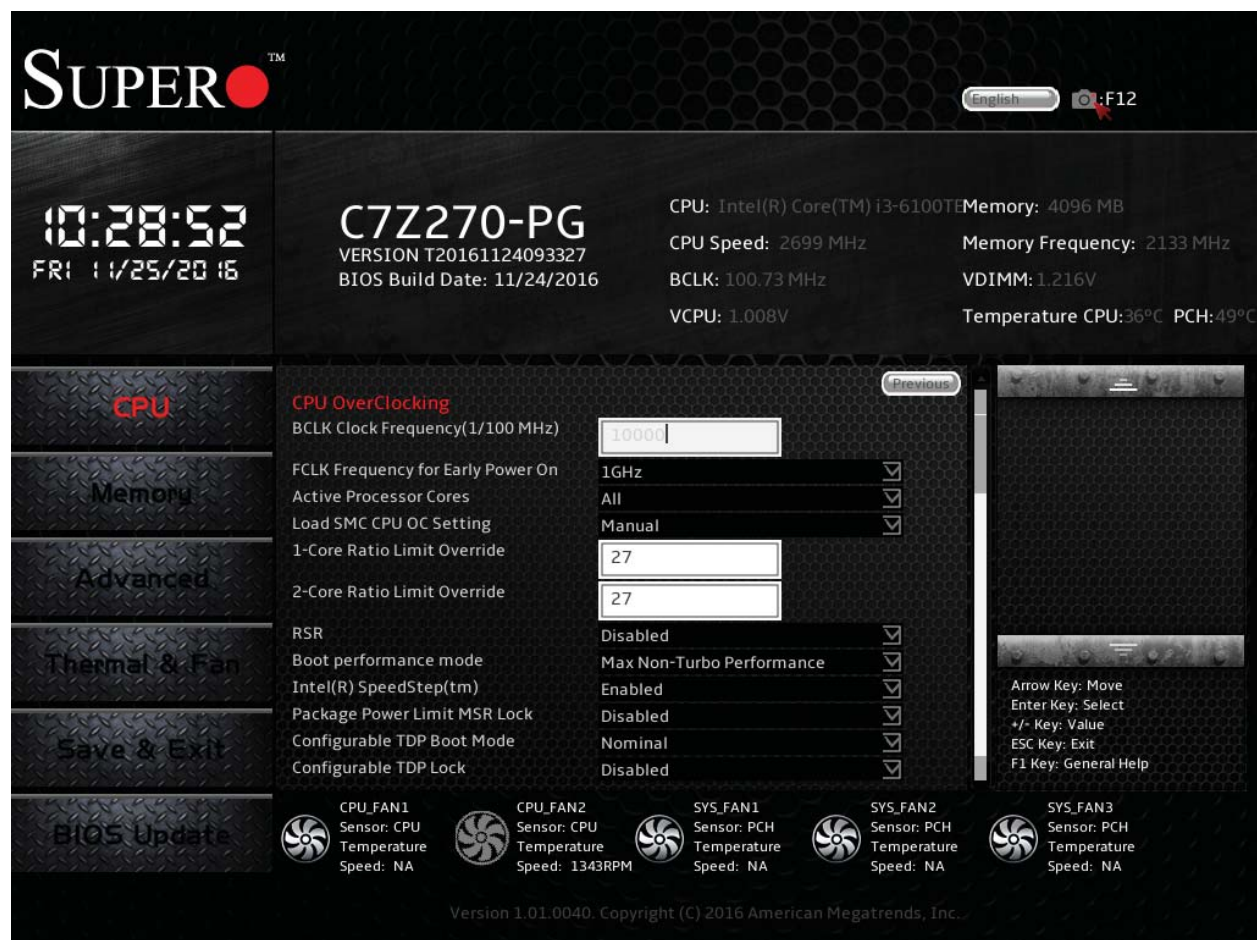 SUPER TM
English :F12
10:28:52
FRI 11/25/2016
C7Z270-PG
VERSION T20161124093327
BIOS Build Date: 11/24/2016
CPU: Intel(R) Core(TM) i3-6100TE
CPU Speed: 2699 MHz
BCLK: 100.73 MHz
VCPU: 1.008V
Memory: 4096 MB
Memory Frequency: 2133 MHz
VDIMM: 1.216V
Temperature CPU:36°C PCH:49°C
CPU
Memory
Advanced
Thermal & Fan
Save & Exit
BIOS Update
Previous
CPU OverClocking
BCLK Clock Frequency(1/100 MHz) 10000
FCLK Frequency for Early Power On 1GHz
Active Processor Cores All
Load SMC CPU OC Setting Manual
1-Core Ratio Limit Override 27
2-Core Ratio Limit Override 27
RSR Disabled
Boot performance mode Max Non-Turbo Performance
Intel(R) SpeedStep(tm) Enabled
Package Power Limit MSR Lock Disabled
Configurable TDP Boot Mode Nominal
Configurable TDP Lock Disabled
Arrow Key: Move
Enter Key: Select
+/- Key: Value
ESC Key: Exit
F1 Key: General Help
CPU_FAN1
Sensor: CPU
Temperature
Speed: NA
CPU_FAN2
Sensor: CPU
Temperature
Speed: 1343RPM
SYS_FAN1
Sensor: PCH
Temperature
Speed: NA
SYS_FAN2
Sensor: PCH
Temperature
Speed: NA
SYS_FAN3
Sensor: PCH
Temperature
Speed: NA
Version 1.01.0040. Copyright (C) 2016 American Megatrends, Inc.